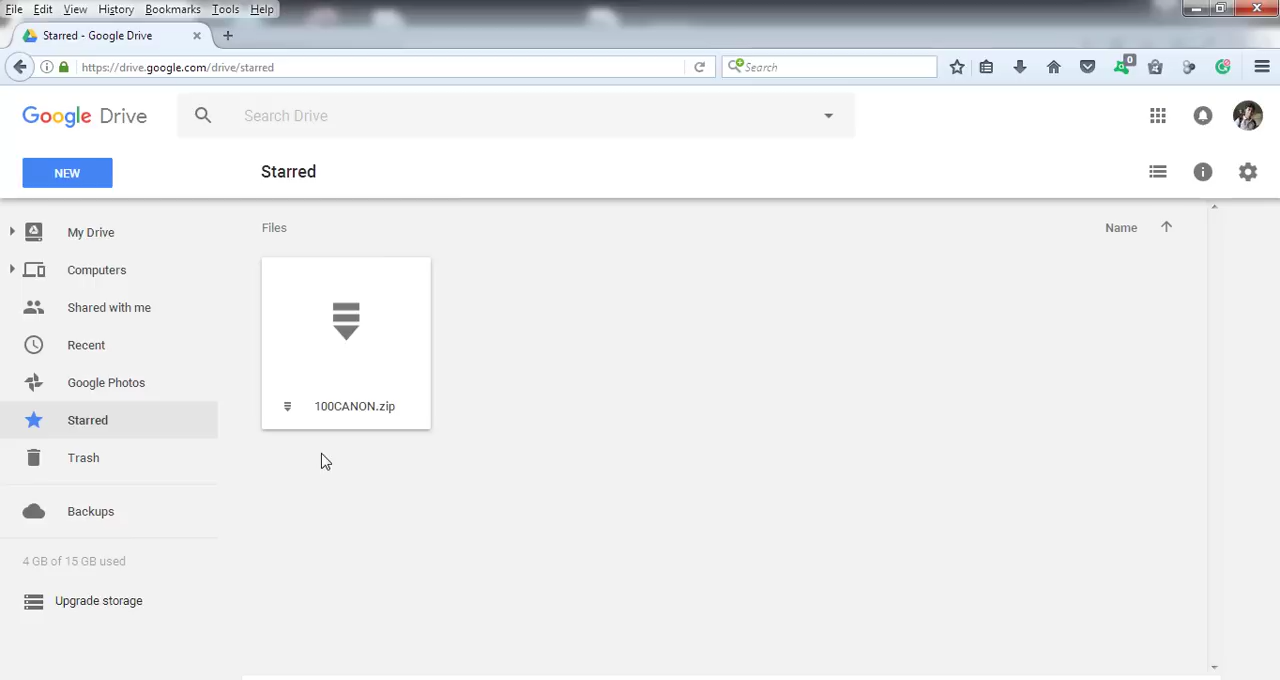 File Edit View History Bookmarks Tools Help
Starred - Google Drive
https://drive.google.com/drive/starred
Search
0
Google Drive
Search Drive
NEW
Starred
Files
Name
My Drive
Computers
Shared with me
Recent
Google Photos
Starred
Trash
Backups
4 GB of 15 GB used
Upgrade storage
100CANON.zip